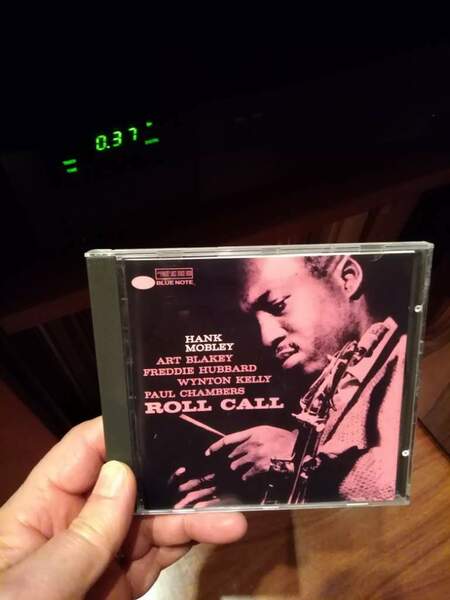 0.37
BLUE NOTE
HANK
MOBLEY
ART BLAKEY
FREDDIE HUBBARD
WYNTON KELLY
PAUL CHAMBERS
ROLL CALL